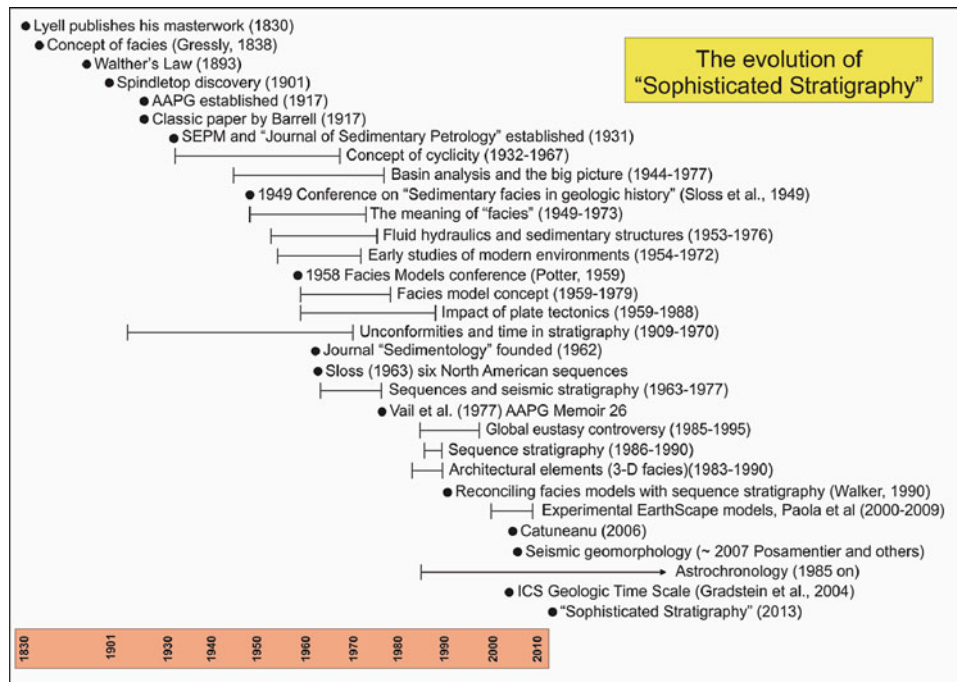 Lyell publishes his masterwork (1830)
Concept of facies (Gressly, 1838)
Walther's Law (1893)
Spindletop discovery (1901)
AAPG established (1917)
Classic paper by Barrell (1917)
SEPM and “Journal of Sedimentary Petrology” established (1931)
Concept of cyclicity (1932-1967)
Basin analysis and the big picture (1944-1977)
1949 Conference on “Sedimentary facies in geologic history” (Sloss et al., 1949)
The meaning of “facies” (1949-1973)
Fluid hydraulics and sedimentary structures (1953-1976)
Early studies of modern environments (1954-1972)
1958 Facies Models conference (Potter, 1959)
Facies model concept (1959-1979)
Impact of plate tectonics (1959-1988)
Unconformities and time in stratigraphy (1909-1970)
Journal “Sedimentology” founded (1962)
Sloss (1963) six North American sequences
Sequences and seismic stratigraphy (1963-1977)
Vail et al. (1977) AAPG Memoir 26
Global eustasy controversy (1985-1995)
Sequence stratigraphy (1986-1990)
Architectural elements (3-D facies)(1983-1990)
Reconciling facies models with sequence stratigraphy (Walker, 1990)
Experimental EarthScape models, Paola et al (2000-2009)
Catuneanu (2006)
Seismic geomorphology (~ 2007 Posamentier and others)
Astrochronology (1985 on)
ICS Geologic Time Scale (Gradstein et al., 2004)
“Sophisticated Stratigraphy” (2013)
The evolution of
“Sophisticated Stratigraphy”
1830 1901 1930 1940 1950 1960 1970 1980 1990 2000 2010